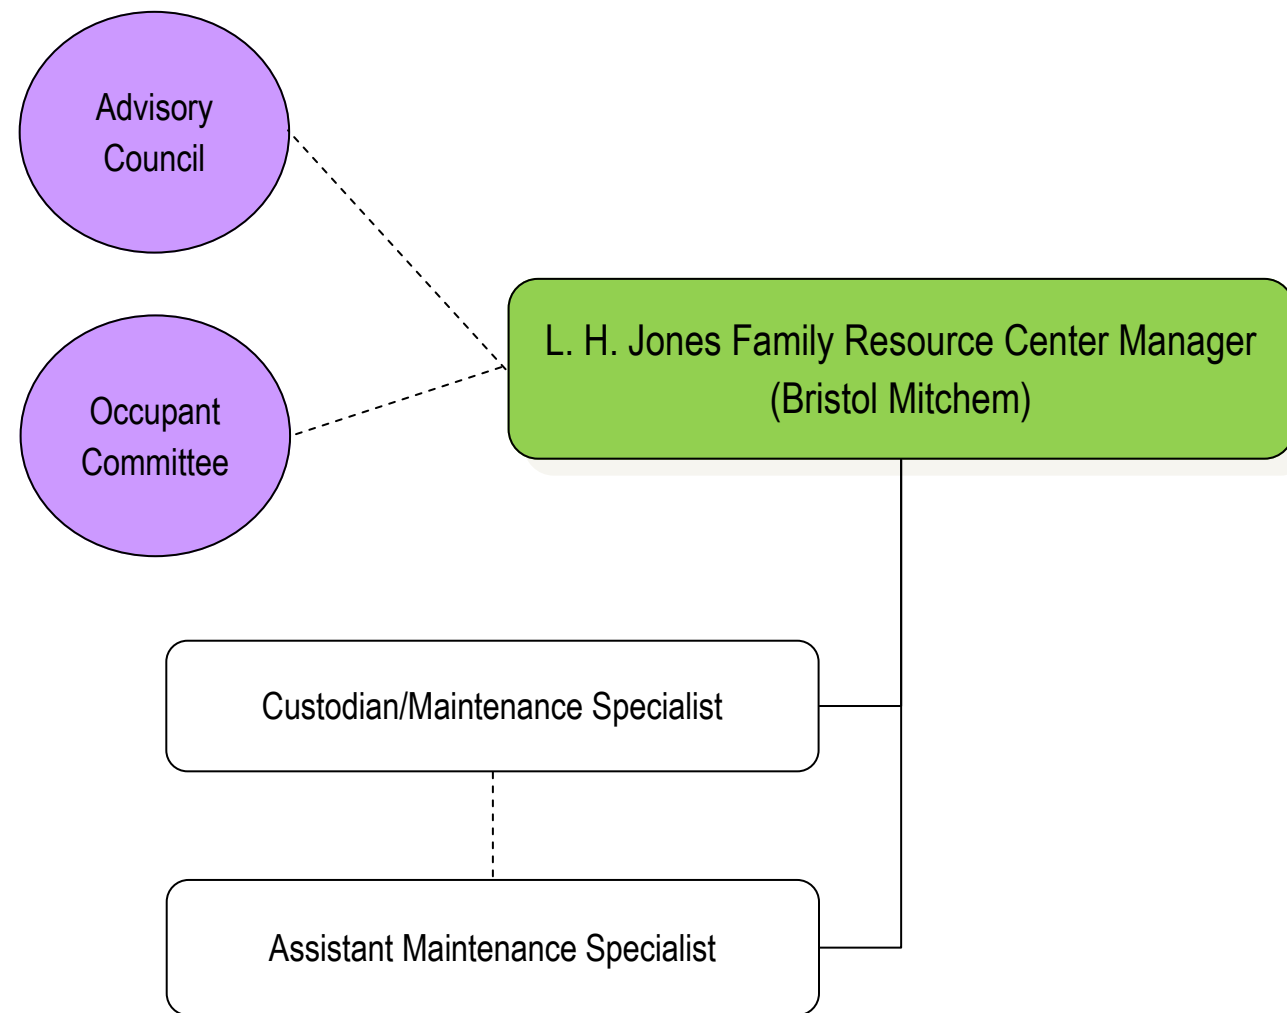 Advisory
Council
L. H. Jones Family Resource Center Manager
(Bristol Mitchem)
Occupant
Committee
Custodian/Maintenance Specialist
Assistant Maintenance Specialist